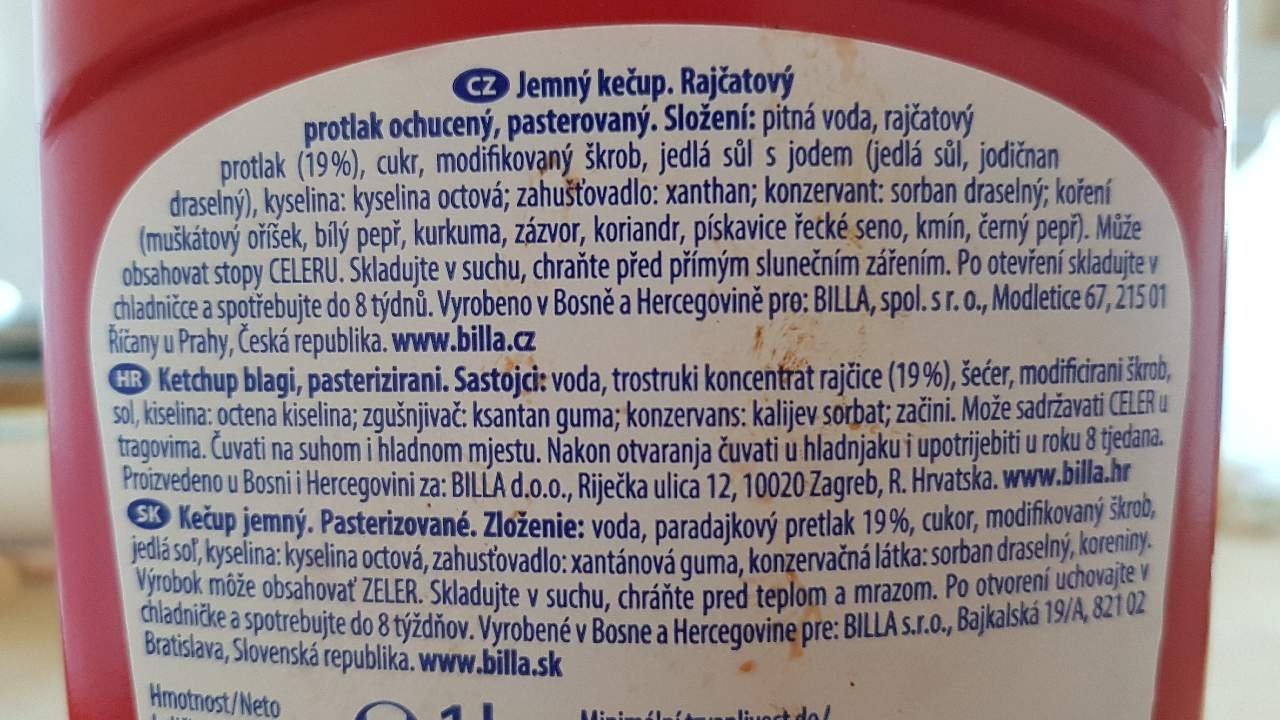 CZ Jemný kečup. Rajčatový
protlak ochucený, pasterovaný. Složení: pitná voda, rajčatový
protlak (19%), cukr, modifikovaný škrob, jedlá sůl s jodem (jedlá sůl, jodičnan
draselný), kyselina: kyselina octová; zahušťovadlo: xanthan; konzervant: sorban draselný; koření
(muškátový oříšek, bílý pepř, kurkuma, zázvor, koriandr, pískavice řecké seno, kmín, černý pepř). Může
obsahovat stopy CELERU. Skladujte v suchu, chraňte před přímým slunečním zářením. Po otevření skladujte v
chladničce a spotřebujte do 8 týdnů. Vyrobeno v Bosně a Hercegovině pro: BILLA, spol. s r. o., Modletice 67, 215 01
Říčany u Prahy, Česká republika. www.billa.cz
HR Ketchup blagi, pasterizirani. Sastojci: voda, trostruki koncentrat rajčice (19%), šećer, modificirani škrob,
sol, kiselina: octena kiselina; zgušnjivač: ksantan guma; konzervans: kalijev sorbat; začini. Može sadržavati CELER u
tragovima. Čuvati na suhom i hladnom mjestu. Nakon otvaranja čuvati u hladnjaku i upotrijebiti u roku 8 tjedana.
Proizvedeno u Bosni i Hercegovini za: BILLA d.o.o., Riječka ulica 12, 10020 Zagreb, R. Hrvatska. www.billa.hr
SK Kečup jemný. Pasterizované. Zloženie: voda, paradajkový pretlak 19%, cukor, modifikovaný škrob,
jedlá soľ, kyselina: kyselina octová, zahusťovadlo: xantánová guma, konzervačná látka: sorban draselný, koreniny.
Výrobok môže obsahovať ZELER. Skladujte v suchu, chráňte pred teplom a mrazom. Po otvorení uchovajte v
chladničke a spotrebujte do 8 týždňov. Vyrobené v Bosne a Hercegovine pre: BILLA s.r.o., Bajkalská 19/A, 821 02
Bratislava, Slovenská republika. www.billa.sk
Hmotnost/Neto
Minimální trvanlivost do/